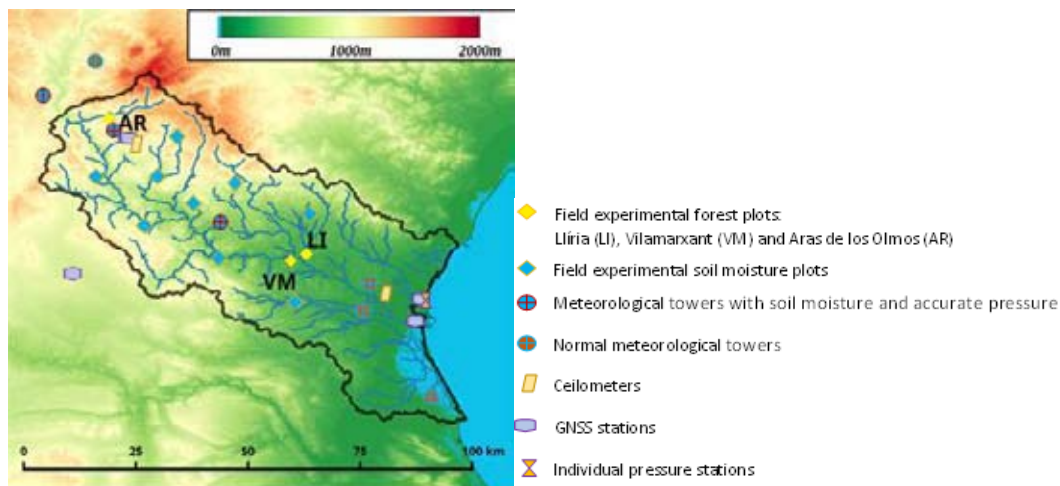 0m 1000m 2000m
AR
LI
VM
0 25 50 75 100 km
Field experimental forest plots:
Llíria (LI), Vilamarxant (VM) and Aras de los Olmos (AR)
Field experimental soil moisture plots
Meteorological towers with soil moisture and accurate pressure
Normal meteorological towers
Ceilometers
GNSS stations
Individual pressure stations